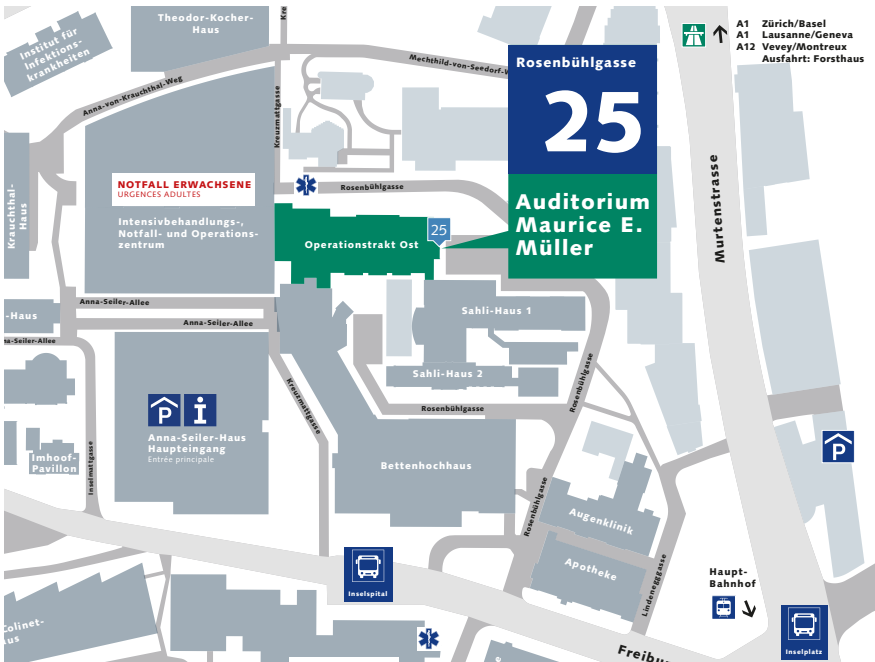 Theodor-Kocher-
Haus
Institut für
Infektions-
krankheiten
Anna-von-Krauchthal-Weg
Kreuzmattgasse
Mechthild-von-Seedorf-W
Rosenbühlgasse
25
Auditorium
Maurice E.
Müller
A1 Zürich/Basel
A1 Lausanne/Geneva
A12 Vevey/Montreux
Ausfahrt: Forsthaus
Murtenstrasse
Krauchthal-
Haus
NOTFALL ERWACHSENE
URGENCES ADULTES
Intensivbehandlungs-,
Notfall- und Operations-
zentrum
Rosenbühlgasse
Operationstrakt Ost
25
Anna-Seiler-Allee
Anna-Seiler-Allee
-Haus
na-Seiler-Allee
Sahli-Haus 1
Sahli-Haus 2
Rosenbühlgasse
Rosenbühlgasse
Kreuzmattgasse
P
i
Anna-Seiler-Haus
Haupteingang
Entrée principale
Imhoof-
Pavillon
Inselmattgasse
Bettenhochhaus
Rosenbühlgasse
Augenklinik
Apotheke
Lindenegggasse
P
Haupt-
Bahnhof
Inselspital
Inselplatz
Colinet-
aus
Freibu